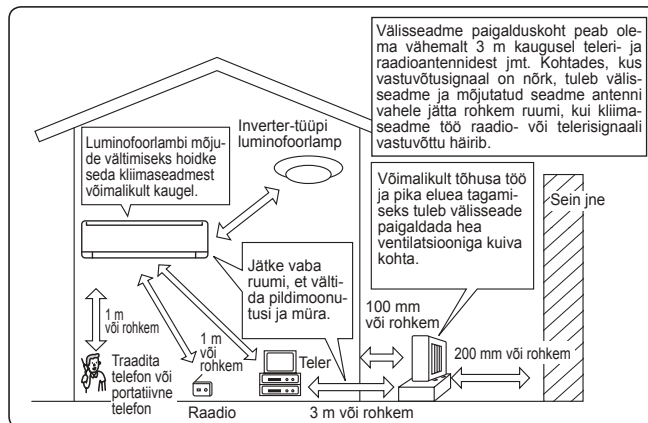 Välisseadme paigalduskoht peab ole-
ma vähemalt 3 m kaugusel teleri- ja
raadioantennidest jmt. Kohtades, kus
vastuvõtusignaal on nõrk, tuleb välis-
seadme ja mõjutatud seadme antenni
vahele jätta rohkem ruumi, kui kliima-
seadme töö raadio- või telerisignaali
vastuvõttu häirib.
Inverter-tüüpi
luminofoorlamp
Luminofoorlambi mõju-
de vältimiseks hoidke
seda kliimaseadmest
võimalikult kaugel.
Võimalikult tõhusa töö
ja pika eluea tagami-
seks tuleb välisseade
paigaldada hea
ventilatsiooniga kuiva
kohta.
Sein jne
Jätke vaba
ruumi, et välti-
da pildimoonu-
tusi ja müra.
1 m
või rohkem
1 m
või
rohkem
100 mm
või rohkem
200 mm või rohkem
Teler
Traadita
telefon või
portatiivne
telefon
Raadio
3 m või rohkem